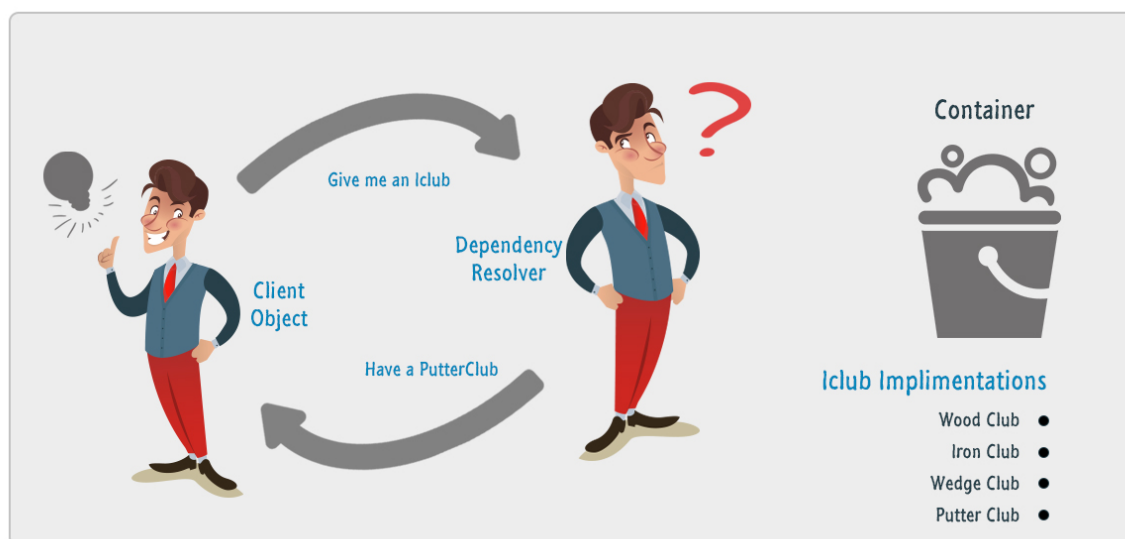 Give me an Iclub
Client
Object
Dependency
Resolver
Have a PutterClub
Container
Iclub Implimentations
Wood Club
Iron Club
Wedge Club
Putter Club